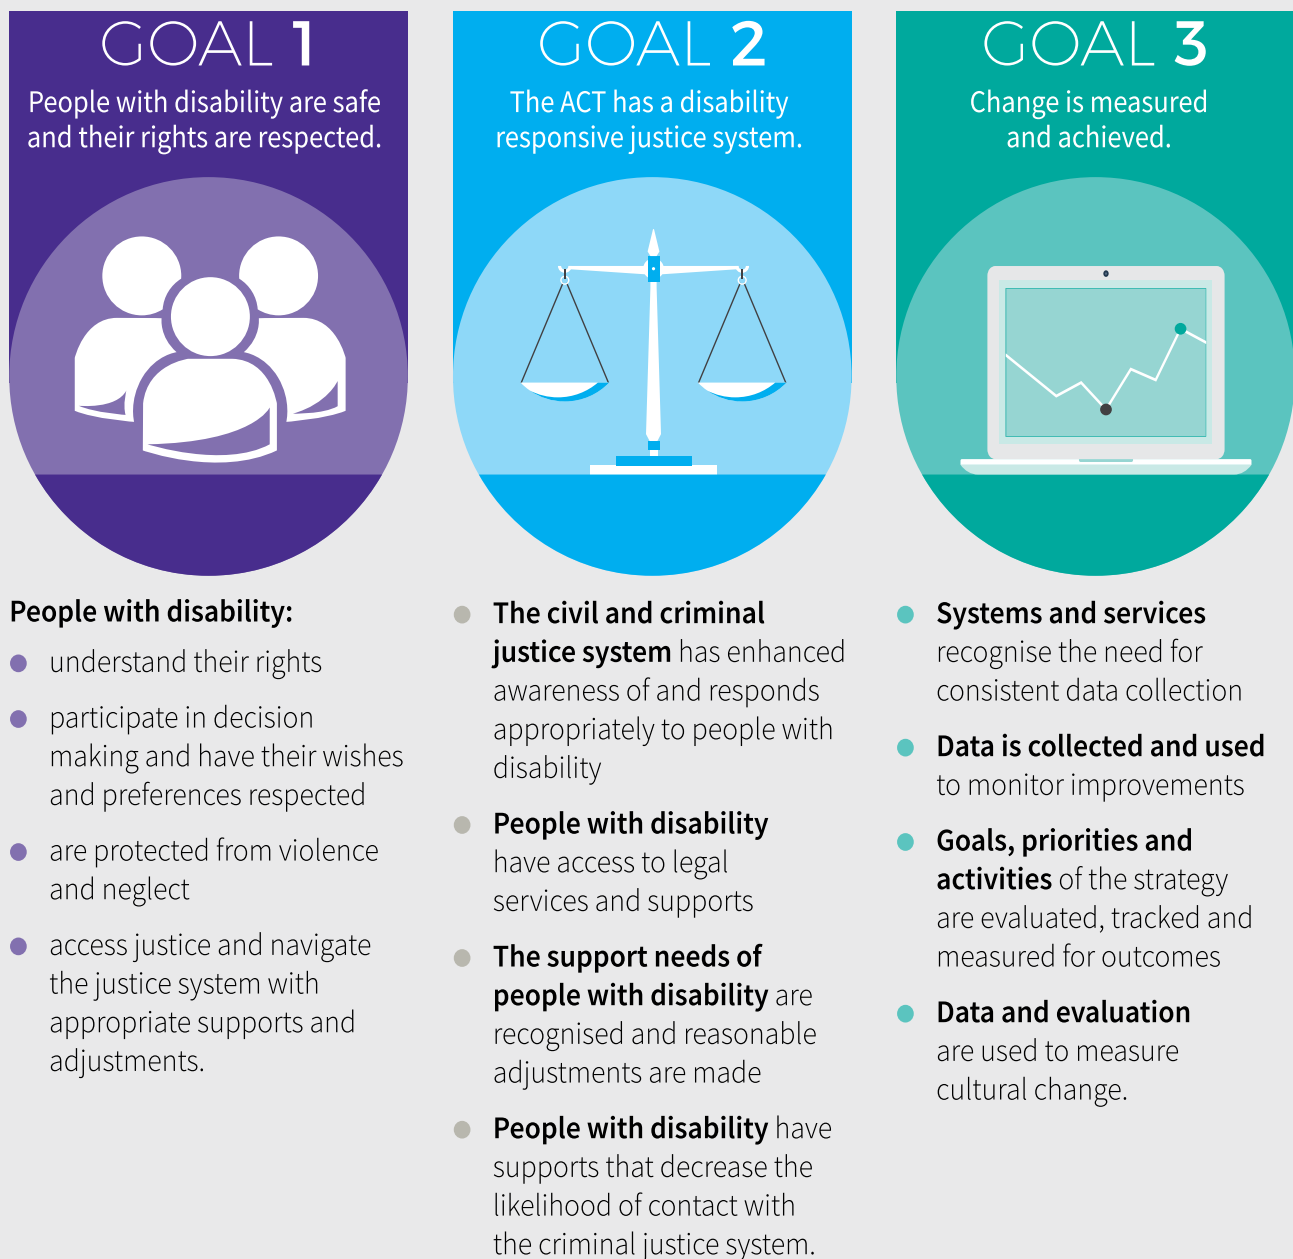 GOAL 1
People with disability are safe
and their rights are respected.
People with disability:
understand their rights
participate in decision
making and have their wishes
and preferences respected
are protected from violence
and neglect
access justice and navigate
the justice system with
appropriate supports and
adjustments.
GOAL 2
The ACT has a disability
responsive justice system.
The civil and criminal
justice system has enhanced
awareness of and responds
appropriately to people with
disability
People with disability
have access to legal
services and supports
The support needs of
people with disability are
recognised and reasonable
adjustments are made
People with disability have
supports that decrease the
likelihood of contact with
the criminal justice system.
GOAL 3
Change is measured
and achieved.
Systems and services
recognise the need for
consistent data collection
Data is collected and used
to monitor improvements
Goals, priorities and
activities of the strategy
are evaluated, tracked and
measured for outcomes
Data and evaluation
are used to measure
cultural change.